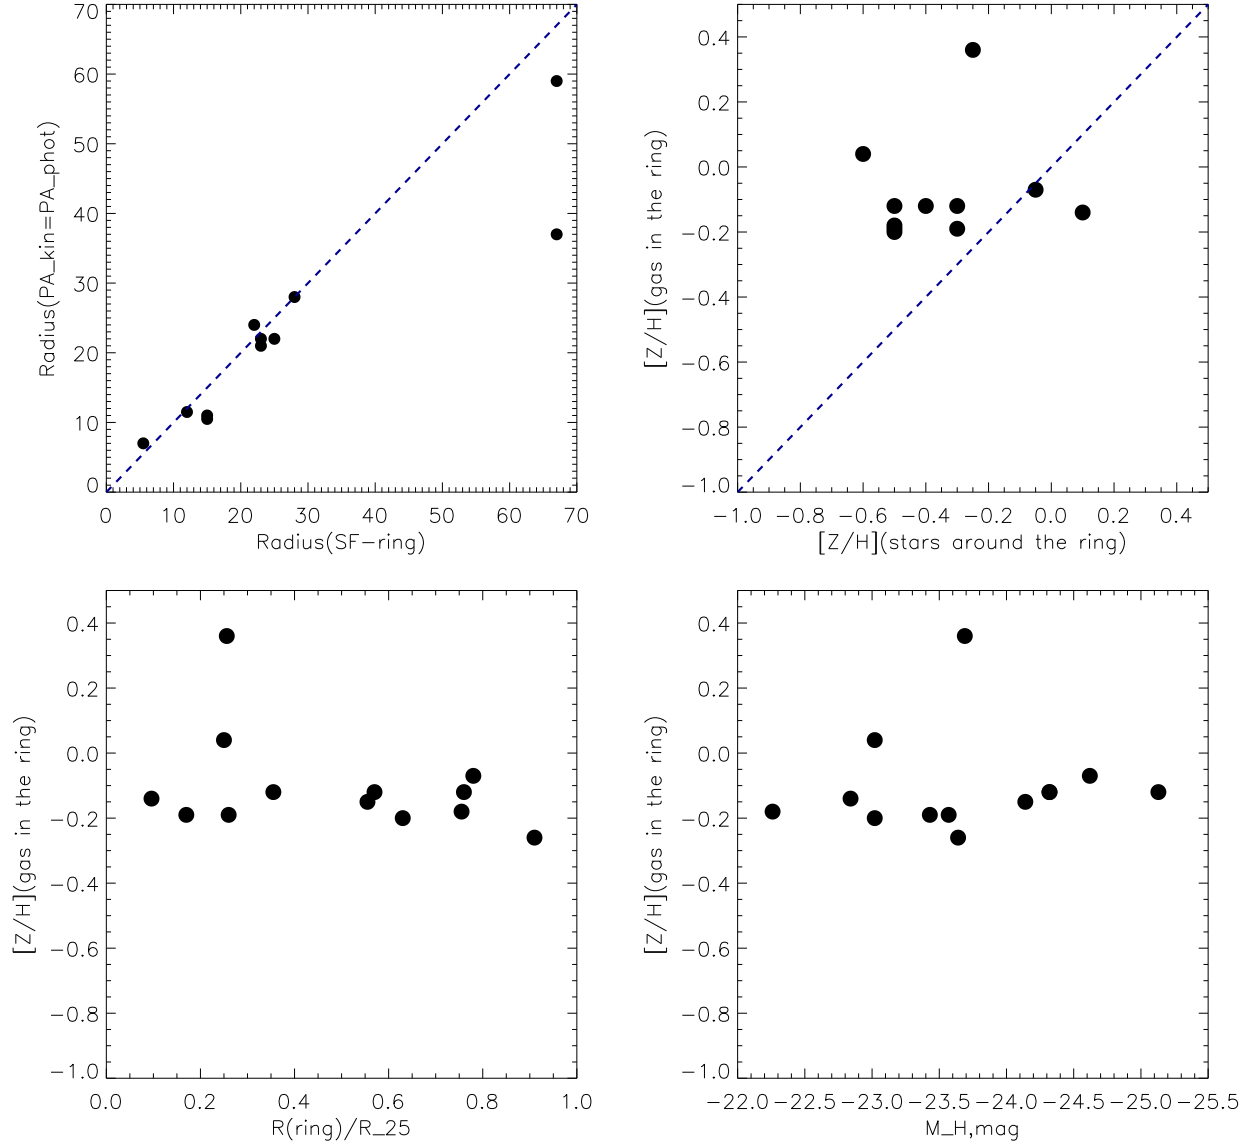 70
60
50
40
30
20
10
0
Radius(PA_kin=PA_phot)
0 10 20 30 40 50 60 70
Radius(SF-ring)
0.4
0.2
0.0
-0.2
-0.4
-0.6
-0.8
-1.0
[Z/H](gas in the ring)
-1.0 -0.8 -0.6 -0.4 -0.2 0.0 0.2 0.4
[Z/H](stars around the ring)
0.4
0.2
0.0
-0.2
-0.4
-0.6
-0.8
-1.0
[Z/H](gas in the ring)
0.0 0.2 0.4 0.6 0.8 1.0
R(ring)/R_25
0.4
0.2
0.0
-0.2
-0.4
-0.6
-0.8
-1.0
[Z/H](gas in the ring)
-22.0 -22.5 -23.0 -23.5 -24.0 -24.5 -25.0 -25.5
M_H,mag